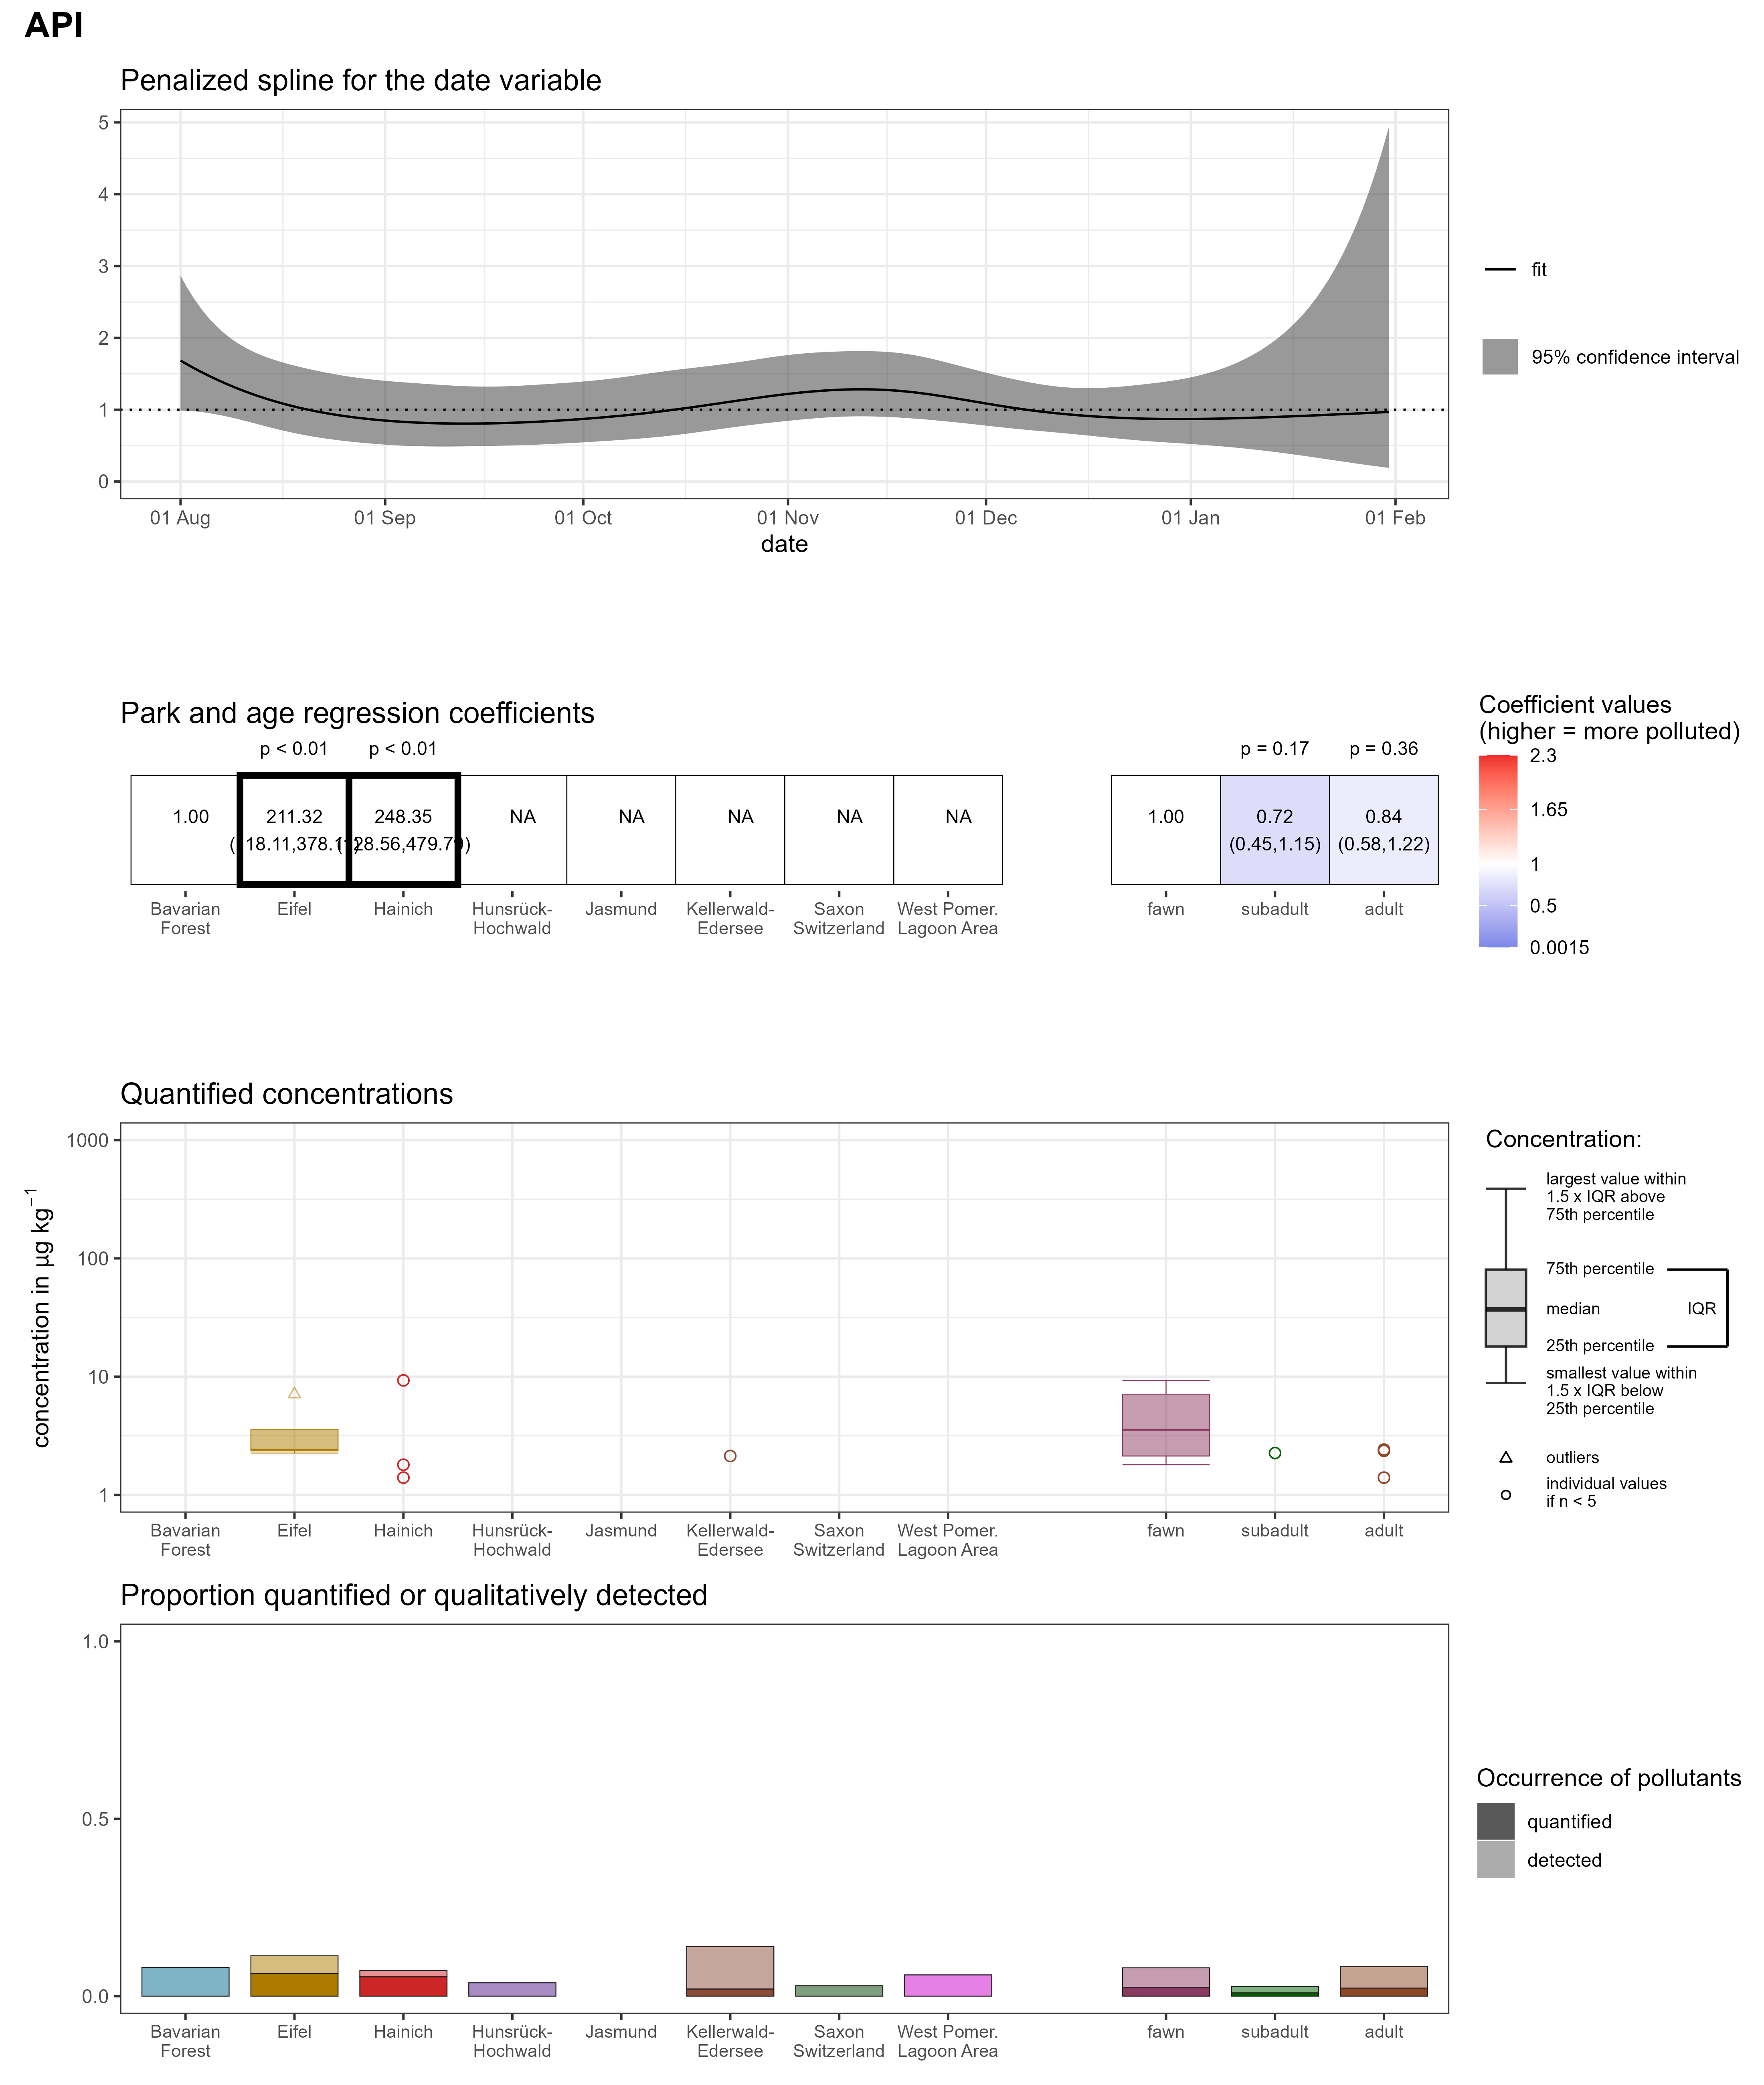 API
Penalized spline for the date variable
5
4
3
2
1
0
01 Aug
01 Sep
01 Oct
01 Nov
01 Dec
01 Jan
01 Feb
date
fit
95% confidence interval
Park and age regression coefficients
p < 0.01
p < 0.01
p = 0.17
p = 0.36
1.00
211.32
248.35
NA
NA
NA
NA
NA
1.00
0.72
0.84
(0.45,1.15)
(0.58,1.22)
Bavarian
Forest
Eifel
Hainich
Hunsrück-
Hochwald
Jasmund
Kellerwald-
Edersee
Saxon
Switzerland
West Pomer.
Lagoon Area
fawn
subadult
adult
Coefficient values
(higher = more polluted)
2.3
1.65
1
0.5
0.0015
Quantified concentrations
concentration in µg kg⁻¹
1000
100
10
1
Bavarian
Forest
Eifel
Hainich
Hunsrück-
Hochwald
Jasmund
Kellerwald-
Edersee
Saxon
Switzerland
West Pomer.
Lagoon Area
fawn
subadult
adult
Concentration:
largest value within
1.5 x IQR above
75th percentile
75th percentile
median
IQR
25th percentile
smallest value within
1.5 x IQR below
25th percentile
outliers
individual values
if n < 5
Proportion quantified or qualitatively detected
1.0
0.5
0.0
Bavarian
Forest
Eifel
Hainich
Hunsrück-
Hochwald
Jasmund
Kellerwald-
Edersee
Saxon
Switzerland
West Pomer.
Lagoon Area
fawn
subadult
adult
Occurrence of pollutants
quantified
detected